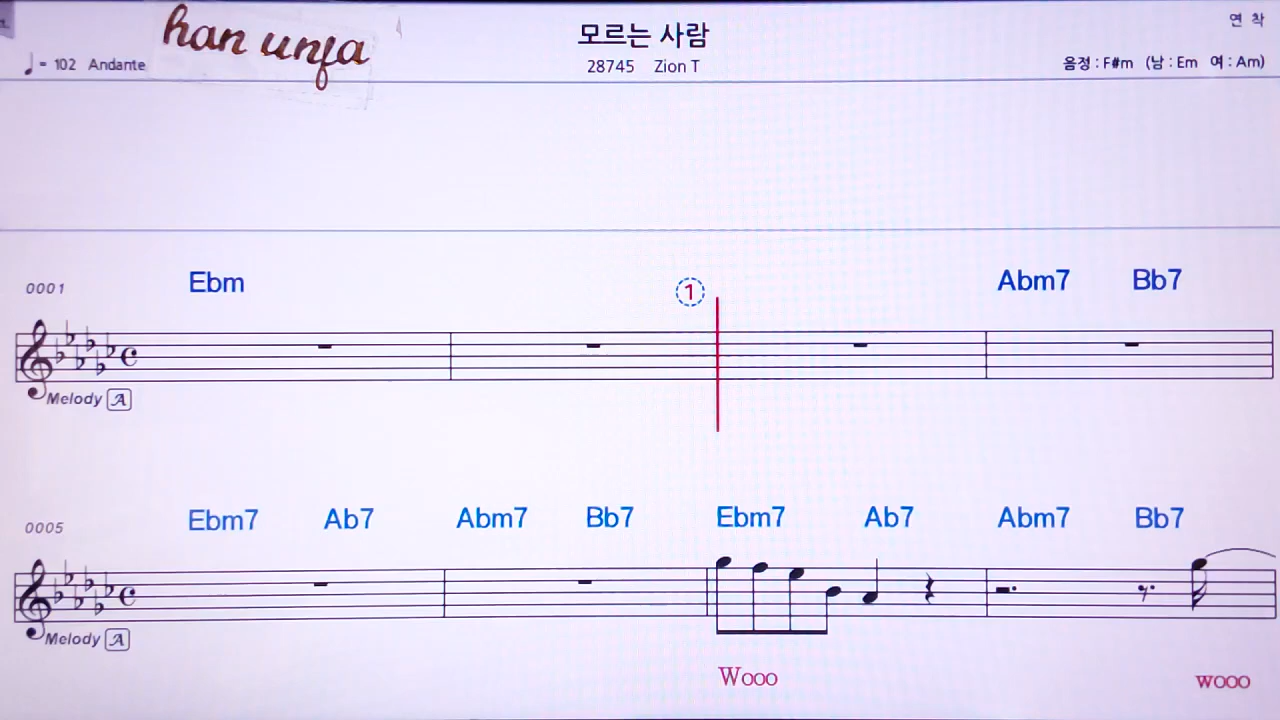 han unfa
모르는 사람
연 착
♩= 102 Andante
28745 Zion T
음정 : F#m (남 : Em 여 : Am)
Ebm
1
Abm7 Bb7
0001
Melody A
Ebm7 Ab7 Abm7 Bb7 Ebm7 Ab7 Abm7 Bb7
0005
Melody A
Wooo wooo